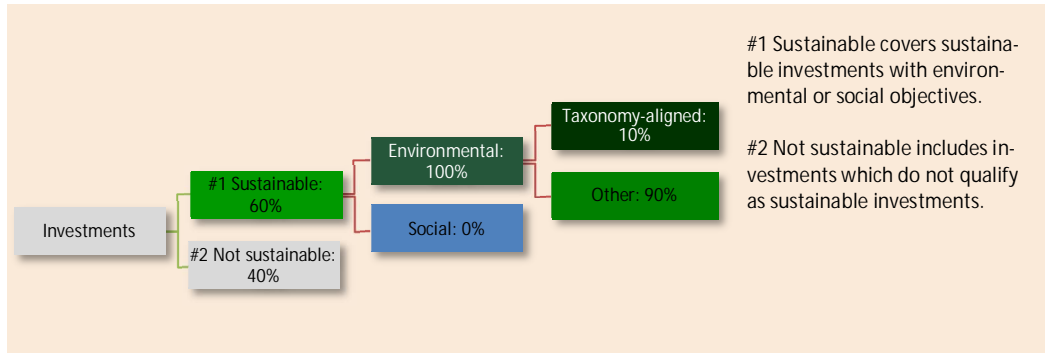 Investments
#1 Sustainable:
60%
#2 Not sustainable:
40%
Environmental:
100%
Social: 0%
Taxonomy-aligned:
10%
Other: 90%
#1 Sustainable covers sustaina-
ble investments with environ-
mental or social objectives.
#2 Not sustainable includes in-
vestments which do not qualify
as sustainable investments.